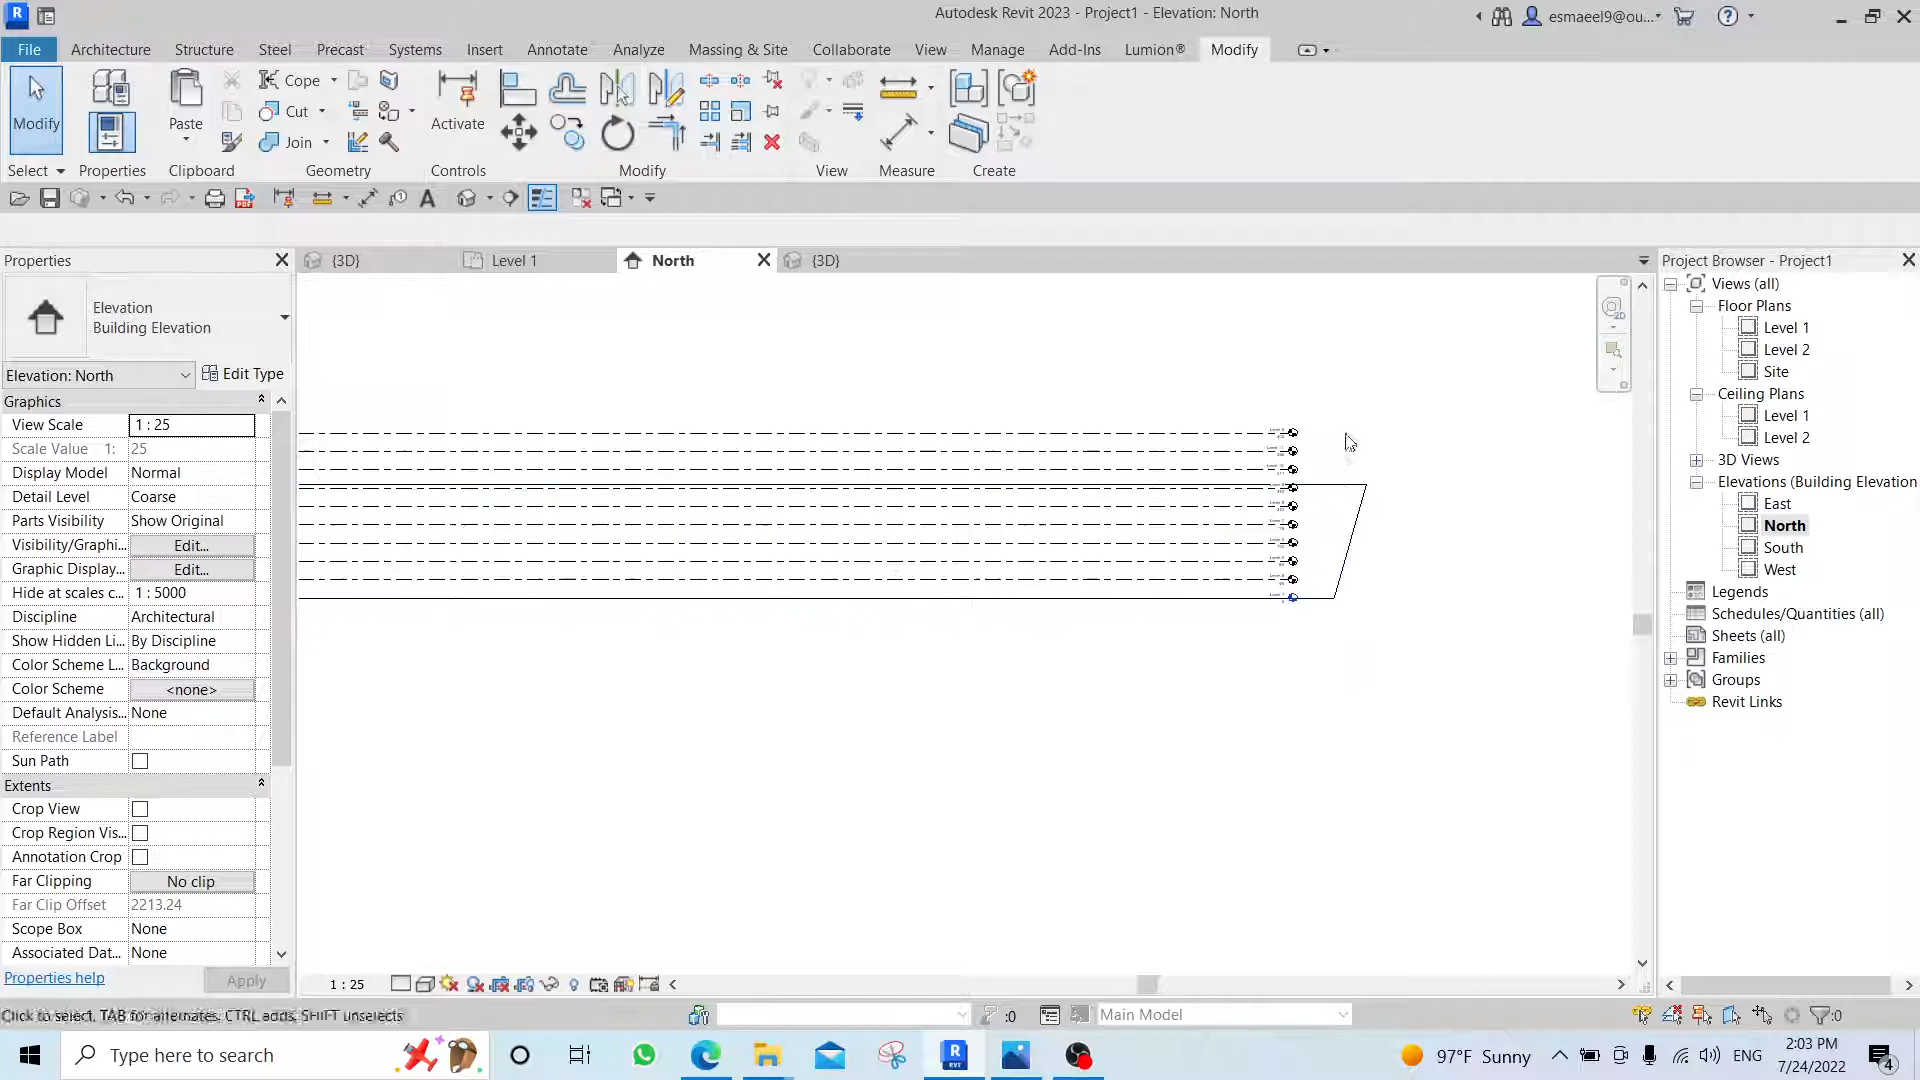 Autodesk Revit 2023 - Project1 - Elevation: North
esmaeel9@ou...
File Architecture Structure Steel Precast Systems Insert Annotate Analyze Massing & Site Collaborate View Manage Add-Ins Lumion® Modify
Modify
Paste
Cope
Cut
Join
Activate
Select Properties Clipboard Geometry Controls Modify View Measure Create
Properties
{3D}
Level 1
North
{3D}
Project Browser - Project1
Elevation
Building Elevation
Elevation: North
Edit Type
Graphics
View Scale 1 : 25
Scale Value 1: 25
Display Model Normal
Detail Level Coarse
Parts Visibility Show Original
Visibility/Graphi... Edit...
Graphic Display... Edit...
Hide at scales c... 1 : 5000
Discipline Architectural
Show Hidden Li... By Discipline
Color Scheme L... Background
Color Scheme <none>
Default Analysis... None
Reference Label
Sun Path
Extents
Crop View
Crop Region Vis...
Annotation Crop
Far Clipping No clip
Far Clip Offset 2213.24
Scope Box None
Associated Dat... None
Properties help
Apply
2D
Views (all)
Floor Plans
Level 1
Level 2
Site
Ceiling Plans
Level 1
Level 2
3D Views
Elevations (Building Elevation
East
North
South
West
Legends
Schedules/Quantities (all)
Sheets (all)
Families
Groups
Revit Links
1 : 25
Click to select, TAB for alternates, CTRL adds, SHIFT unselects.
:0
Main Model
:0
Type here to search
97°F Sunny
ENG
2:03 PM
7/24/2022
4